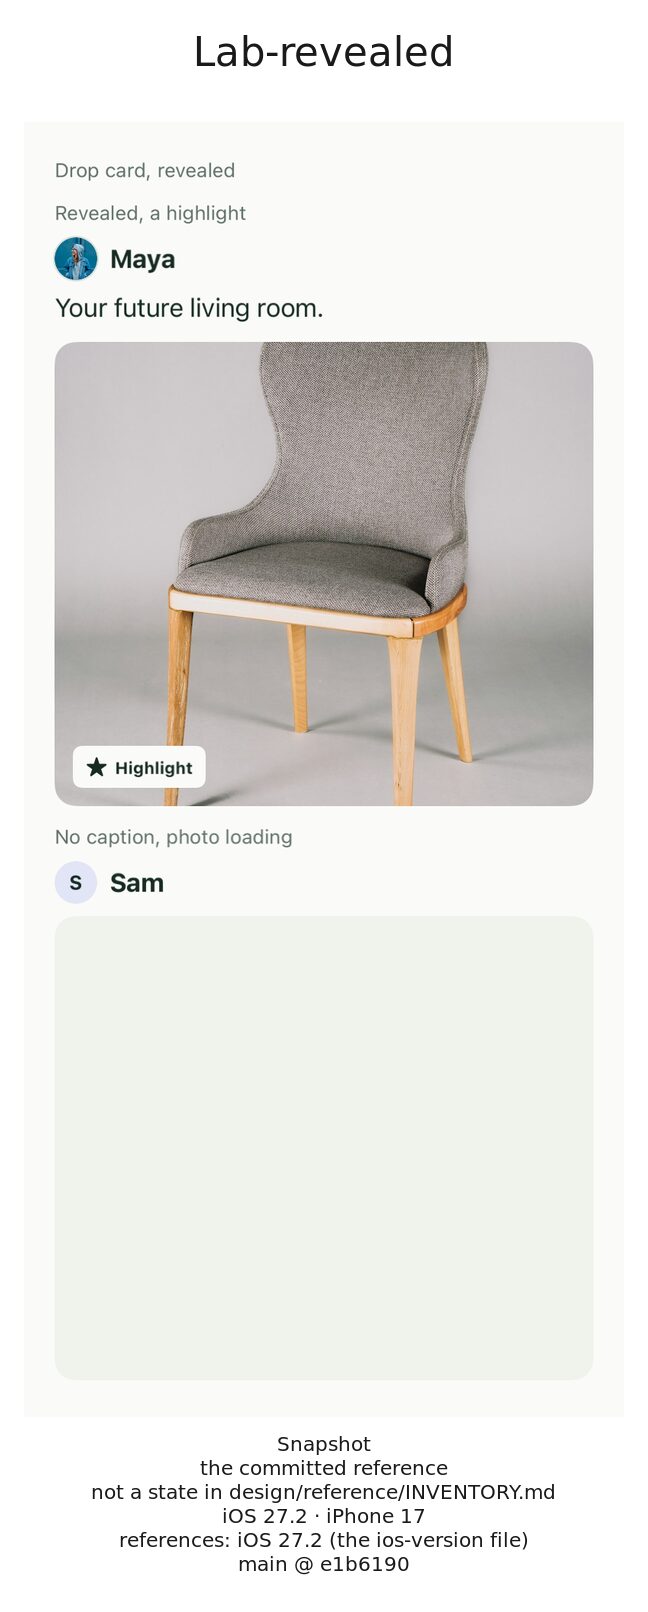 Lab-revealed
Drop card, revealed
Revealed, a highlight
Maya
Your future living room.
Highlight
No caption, photo loading
S
Sam
Snapshot
the committed reference
not a state in design/reference/INVENTORY.md
iOS 27.2 · iPhone 17
references: iOS 27.2 (the ios-version file)
main @ e1b6190